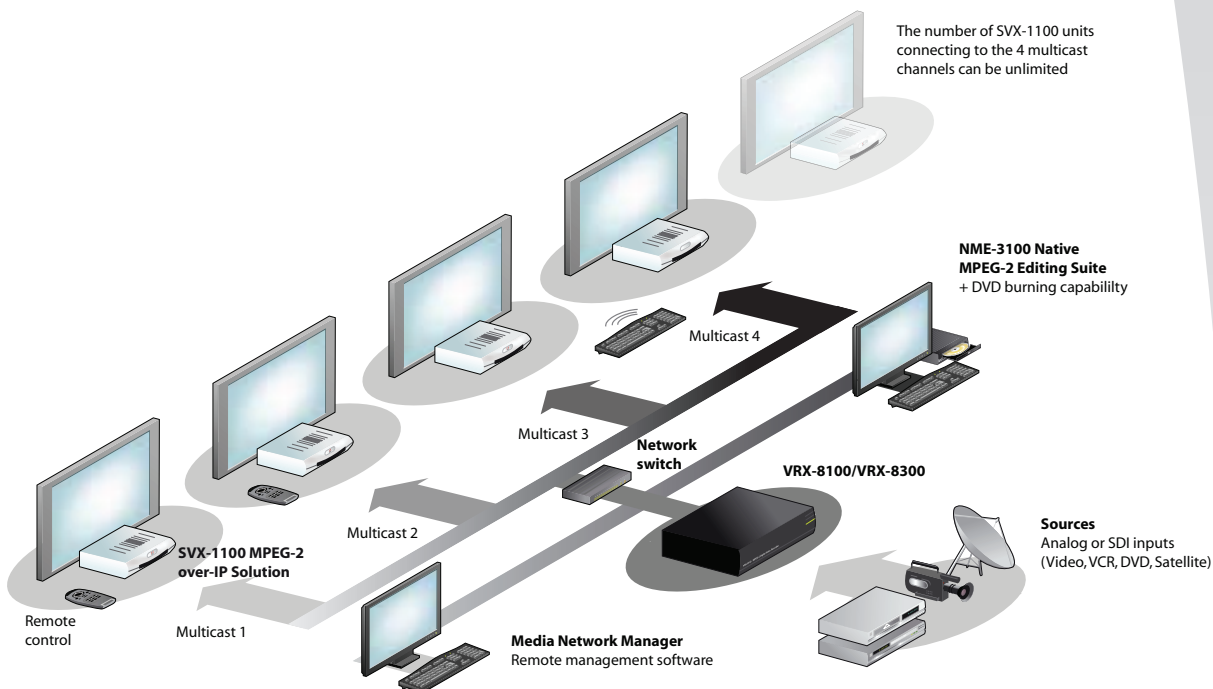 The number of SVX-1100 units
connecting to the 4 multicast
channels can be unlimited
NME-3100 Native
MPEG-2 Editing Suite
+ DVD burning capabililty
Multicast 4
Multicast 3
Network
switch
VRX-8100/VRX-8300
Multicast 2
Sources
Analog or SDI inputs
(Video, VCR, DVD, Satellite)
SVX-1100 MPEG-2
over-IP Solution
Remote
control
Multicast 1
Media Network Manager
Remote management software